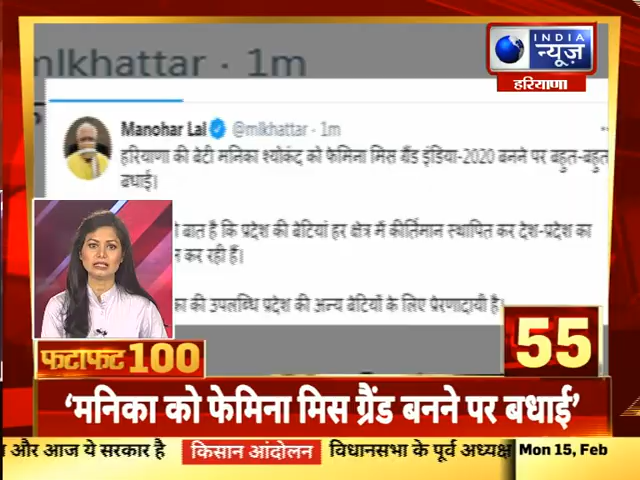 mlkhattar · 1m
INDIA
न्यूज़
हरियाणा
Manohar Lal @mlkhattar · 1m
हरियाणा की बेटी मनिका श्योकंद को फेमिना मिस ग्रैंड इंडिया-2020 बनने पर बहुत-बहुत
बधाई।
बात है कि प्रदेश की बेटियां हर क्षेत्र में कीर्तिमान स्थापित कर देश-प्रदेश का
कर रही हैं।
की उपलब्धि प्रदेश की अन्य बेटियों के लिए प्रेरणादायी है।
फटाफट 100
55
‘मनिका को फेमिना मिस ग्रैंड बनने पर बधाई’
और आज ये सरकार है किसान आंदोलन विधानसभा के पूर्व अध्यक्ष Mon 15, Feb